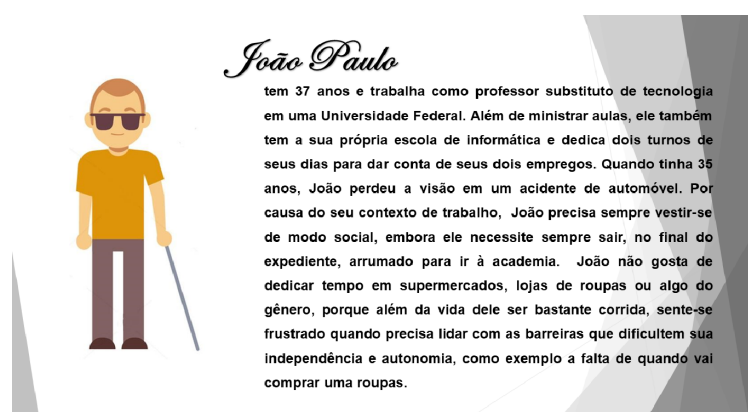 João Paulo
tem 37 anos e trabalha como professor substituto de tecnologia
em uma Universidade Federal. Além de ministrar aulas, ele também
tem a sua própria escola de informática e dedica dois turnos de
seus dias para dar conta de seus dois empregos. Quando tinha 35
anos, João perdeu a visão em um acidente de automóvel. Por
causa do seu contexto de trabalho, João precisa sempre vestir-se
de modo social, embora ele necessite sempre sair, no final do
expediente, arrumado para ir à academia. João não gosta de
dedicar tempo em supermercados, lojas de roupas ou algo do
gênero, porque além da vida dele ser bastante corrida, sente-se
frustrado quando precisa lidar com as barreiras que dificultem sua
independência e autonomia, como exemplo a falta de quando vai
comprar uma roupas.